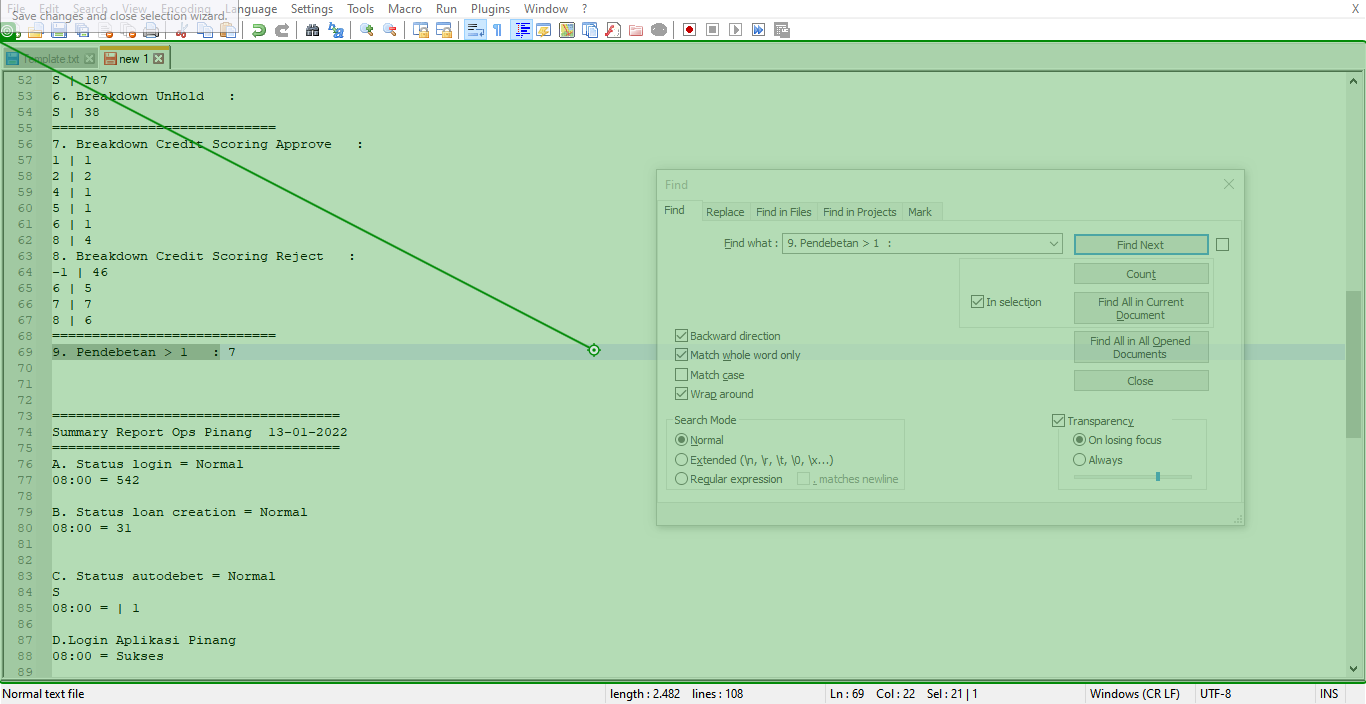 File Edit Search View Encoding Language Settings Tools Macro Run Plugins Window ? X
Save changes and close selection wizard.
Template.txt new 1
52 S | 187
53 6. Breakdown UnHold :
54 S | 38
55 ============================
56 7. Breakdown Credit Scoring Approve :
57 1 | 1
58 2 | 2
59 4 | 1
60 5 | 1
61 6 | 1
62 8 | 4
63 8. Breakdown Credit Scoring Reject :
64 -1 | 46
65 6 | 5
66 7 | 7
67 8 | 6
68 ============================
69 9. Pendebetan > 1 : 7
70
71
72
73 ====================================
74 Summary Report Ops Pinang 13-01-2022
75 ====================================
76 A. Status login = Normal
77 08:00 = 542
78
79 B. Status loan creation = Normal
80 08:00 = 31
81
82
83 C. Status autodebet = Normal
84 S
85 08:00 = | 1
86
87 D.Login Aplikasi Pinang
88 08:00 = Sukses
89
Find
Find Replace Find in Files Find in Projects Mark
Find what : 9. Pendebetan > 1 :
Find Next
Count
In selection
Find All in Current Document
Backward direction
Find All in All Opened Documents
Match whole word only
Match case
Close
Wrap around
Search Mode
Normal
Extended (\n, \r, \t, \0, \x...)
Regular expression . matches newline
Transparency
On losing focus
Always
Normal text file length : 2.482 lines : 108 Ln : 69 Col : 22 Sel : 21 | 1 Windows (CR LF) UTF-8 INS